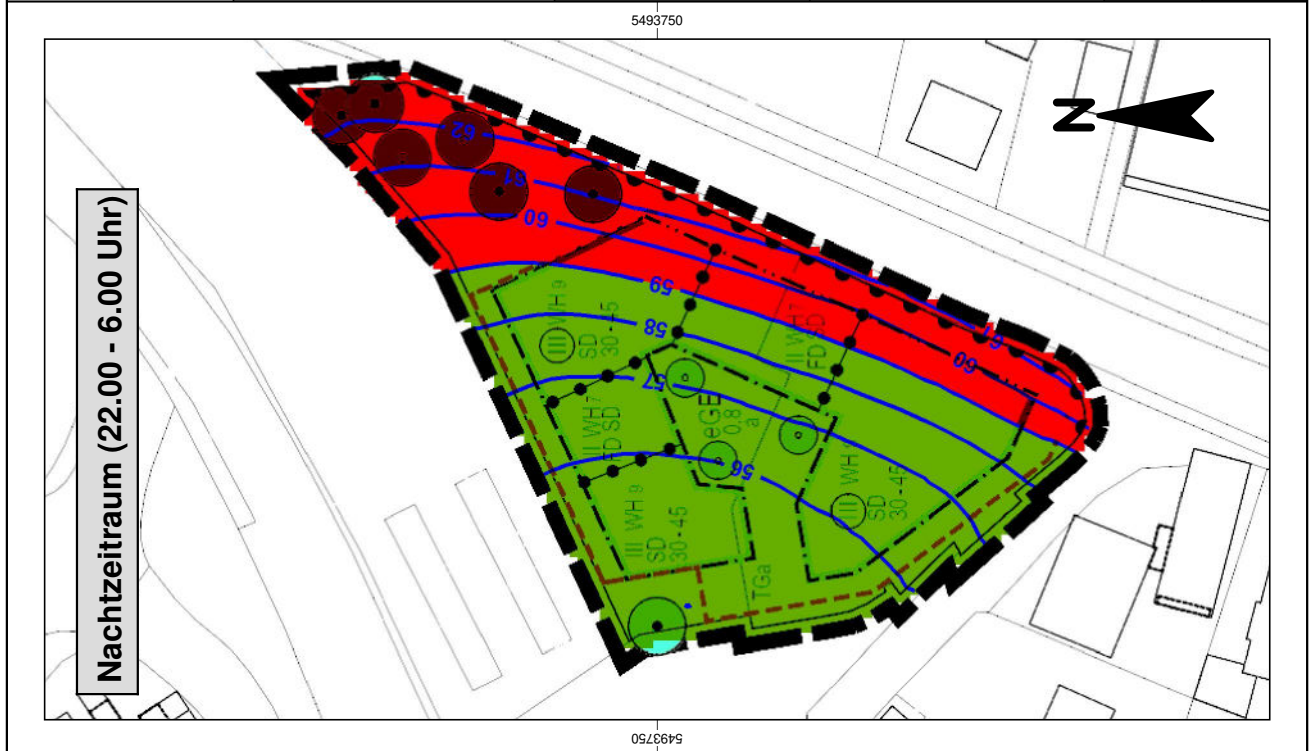 5493750
N
Nachtzeitraum (22.00 - 6.00 Uhr)
62
61
60
59
58
57
56
61
60
III WH 9
SD
30-45
II WH 7
FD SD
III WH 7
FD SD
eGE
0,8
a
III WH 9
SD
30-45
III WH
SD
30-45
TGa
5493750